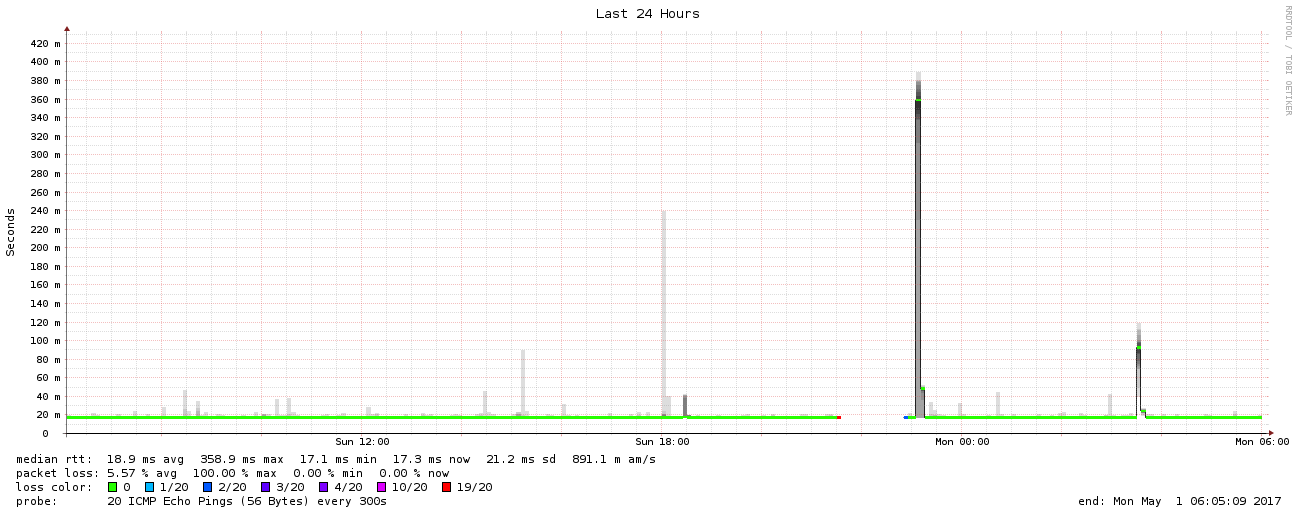 Last 24 Hours
RRDTOOL / TOBI OETIKER
Seconds
420 m
400 m
380 m
360 m
340 m
320 m
300 m
280 m
260 m
240 m
220 m
200 m
180 m
160 m
140 m
120 m
100 m
80 m
60 m
40 m
20 m
0
Sun 12:00 Sun 18:00 Mon 00:00 Mon 06:00
median rtt: 18.9 ms avg 358.9 ms max 17.1 ms min 17.3 ms now 21.2 ms sd 891.1 m am/s
packet loss: 5.57 % avg 100.00 % max 0.00 % min 0.00 % now
loss color: 0 1/20 2/20 3/20 4/20 10/20 19/20
probe: 20 ICMP Echo Pings (56 Bytes) every 300s end: Mon May 1 06:05:09 2017